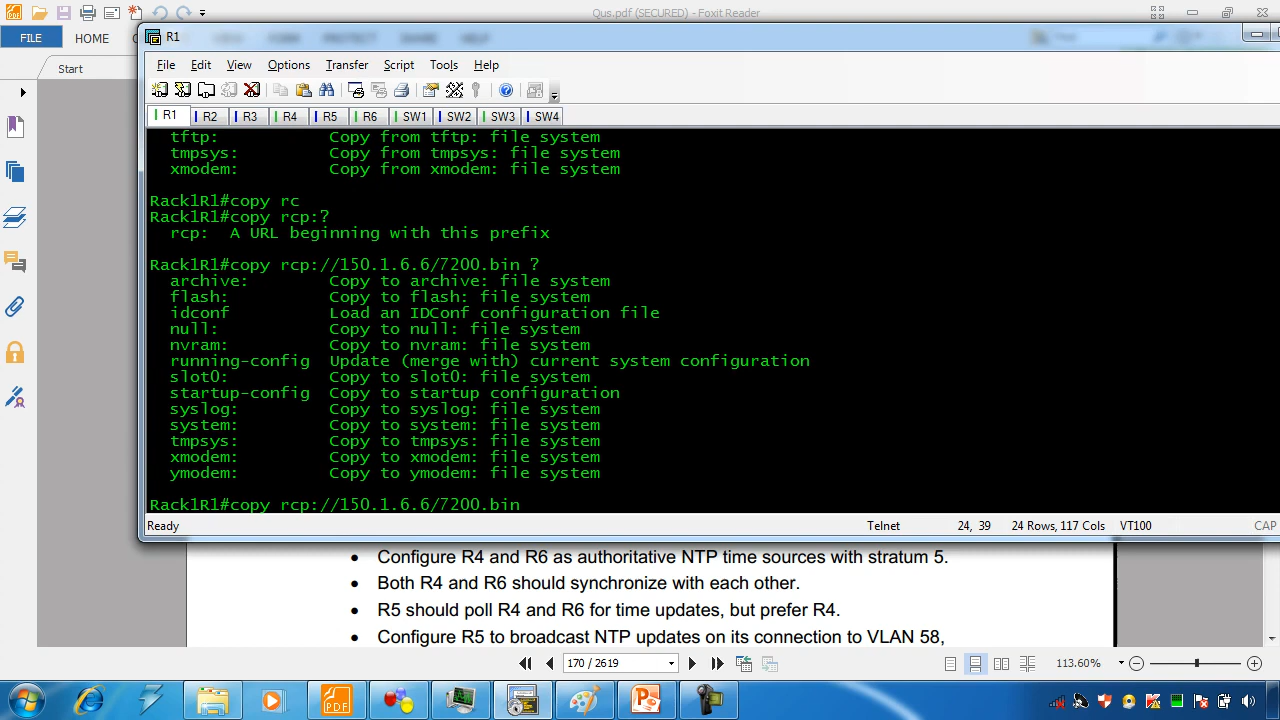 Qus.pdf (SECURED) - Foxit Reader
FILE
HOME
Start
R1
File Edit View Options Transfer Script Tools Help
R1 R2 R3 R4 R5 R6 SW1 SW2 SW3 SW4
tftp: Copy from tftp: file system
tmpsys: Copy from tmpsys: file system
xmodem: Copy from xmodem: file system
Rack1R1#copy rc
Rack1R1#copy rcp:?
rcp: A URL beginning with this prefix
Rack1R1#copy rcp://150.1.6.6/7200.bin ?
archive: Copy to archive: file system
flash: Copy to flash: file system
idconf Load an IDConf configuration file
null: Copy to null: file system
nvram: Copy to nvram: file system
running-config Update (merge with) current system configuration
slot0: Copy to slot0: file system
startup-config Copy to startup configuration
syslog: Copy to syslog: file system
system: Copy to system: file system
tmpsys: Copy to tmpsys: file system
xmodem: Copy to xmodem: file system
ymodem: Copy to ymodem: file system
Rack1R1#copy rcp://150.1.6.6/7200.bin
Ready Telnet 24, 39 24 Rows, 117 Cols VT100 CAP
• Configure R4 and R6 as authoritative NTP time sources with stratum 5.
• Both R4 and R6 should synchronize with each other.
• R5 should poll R4 and R6 for time updates, but prefer R4.
• Configure R5 to broadcast NTP updates on its connection to VLAN 58,
170 / 2619
113.60%
PDF